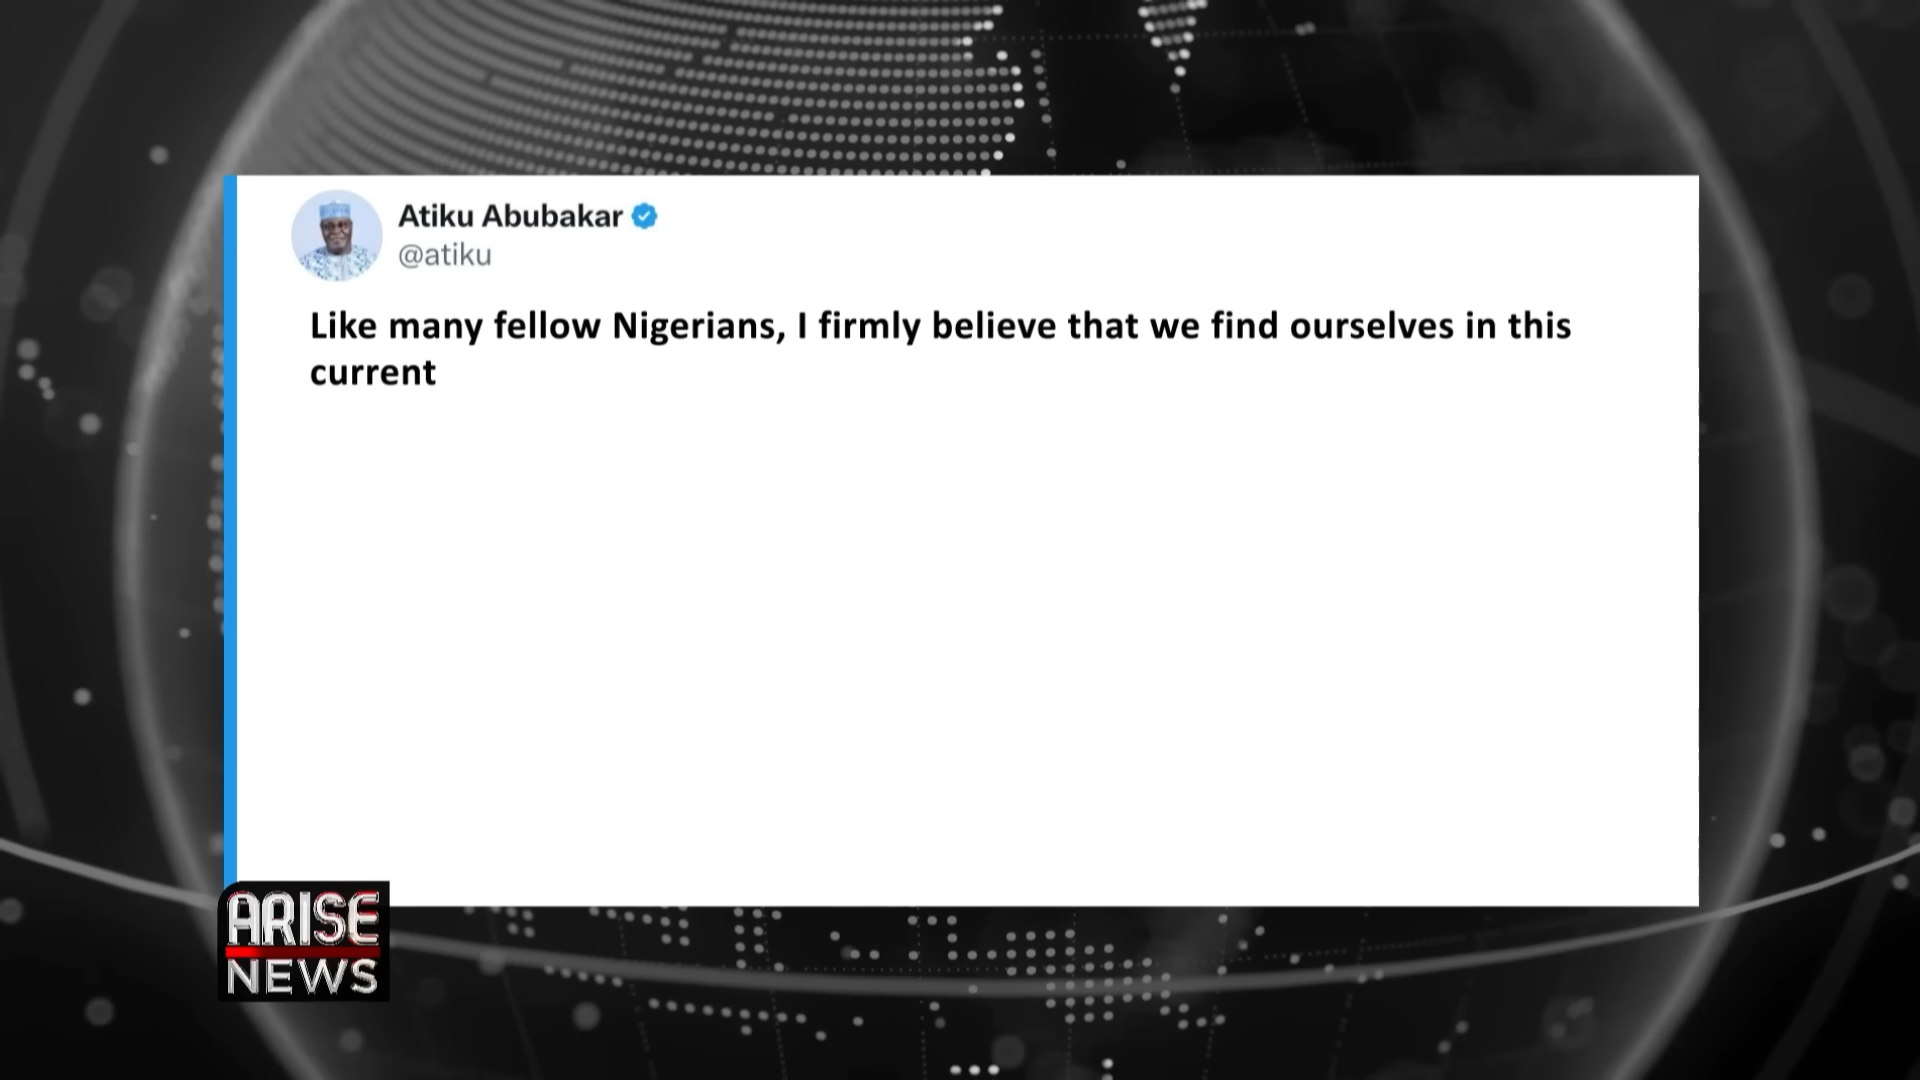 Atiku Abubakar
@atiku
Like many fellow Nigerians, I firmly believe that we find ourselves in this
current
ARISE
NEWS